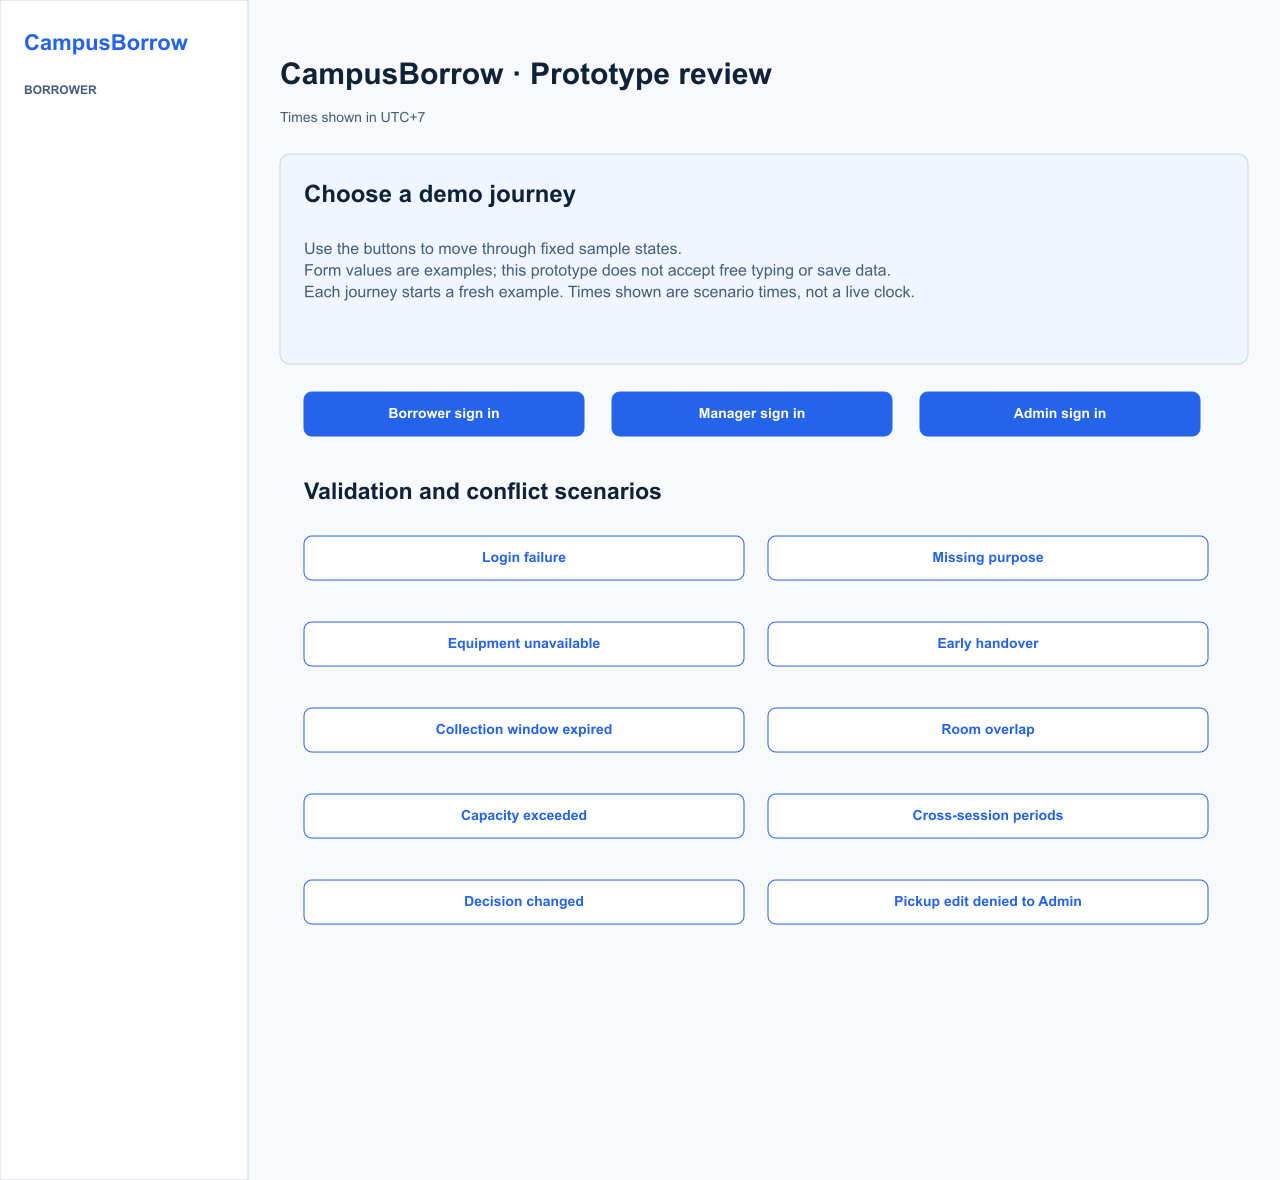 CampusBorrow
BORROWER
CampusBorrow · Prototype review
Times shown in UTC+7
Choose a demo journey
Use the buttons to move through fixed sample states.
Form values are examples; this prototype does not accept free typing or save data.
Each journey starts a fresh example. Times shown are scenario times, not a live clock.
Borrower sign in
Manager sign in
Admin sign in
Validation and conflict scenarios
Login failure
Missing purpose
Equipment unavailable
Early handover
Collection window expired
Room overlap
Capacity exceeded
Cross-session periods
Decision changed
Pickup edit denied to Admin